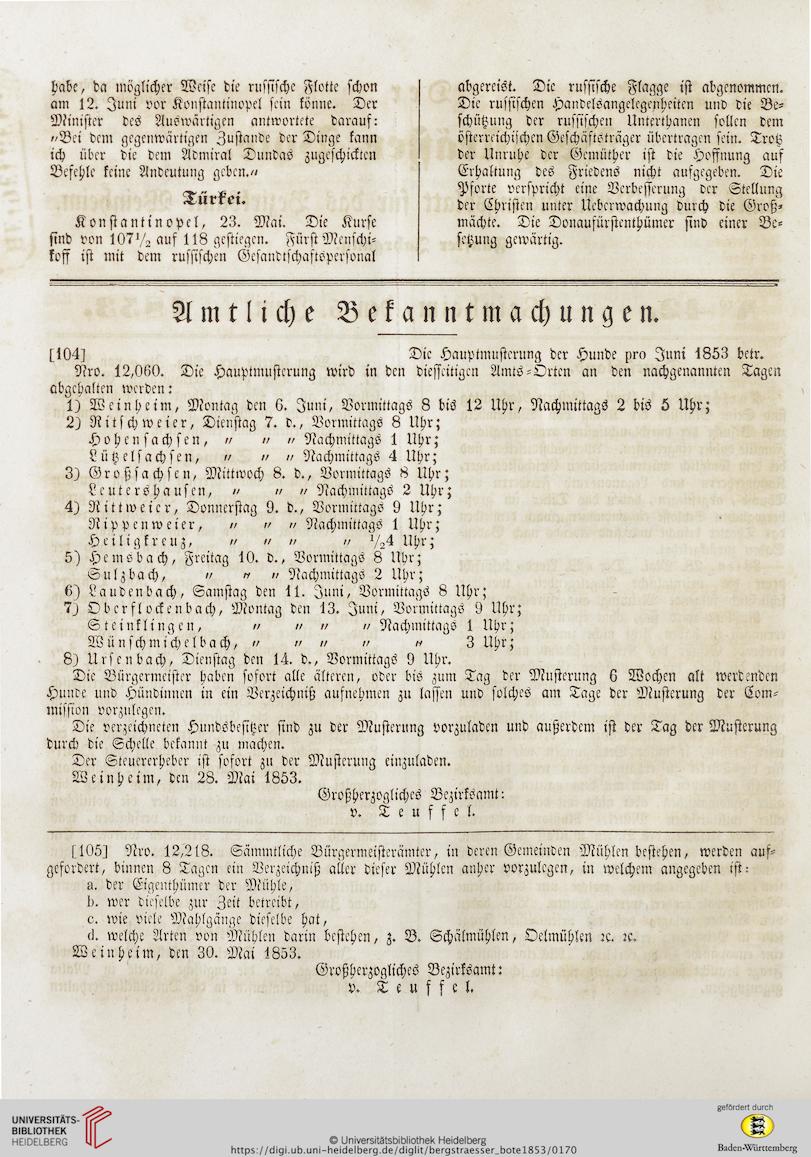 habe, da möglicher Weise die russische Flotte schon
am 12. Juni vor Konstantinopel sein könne. Der
Minister des Auswärtigen antwortete darauf:
„Bei dem gegenwärtigen Zustande der Dinge kann
ich über die dem Admiral Dundas zugeschickten
Befehle keine Andeutung geben.„
Türkei.
Konstantinopel, 23. Mai. Die Kurse
sind von 107½ auf 118 gestiegen. Fürst Menschi-
koff ist mit dem russischen Gesandtschaftspersonal
abgereist. Die russische Flagge ist abgenommen.
Die russischen Handelsangelegenheiten und die Be-
schützung der russischen Unterthanen sollen dem
österreichischen Geschäftsträger übertragen sein. Trotz
der Unruhe der Gemüther ist die Hoffnung auf
Erhaltung des Friedens nicht aufgegeben. Die
Pforte verspricht eine Verbesserung der Stellung
der Christen unter Ueberwachung durch die Groß-
mächte. Die Donaufürstenthümer sind einer Be-
setzung gewärtig.
Amtliche Bekanntmachungen.
[104] Die Hauptmusterung der Hunde pro Juni 1853 betr.
Nro. 12,060. Die Hauptmusterung wird in den diesseitigen Amts-Orten an den nachgenannten Tagen
abgehalten werden:
1) Weinheim, Montag den 6. Juni, Vormittags 8 bis 12 Uhr, Nachmittags 2 bis 5 Uhr;
2) Ritschweier, Dienstag 7. d., Vormittags 8 Uhr;
Hohensachsen, „ „ „ Nachmittags 1 Uhr;
Lützelsachsen, „ „ „ Nachmittags 4 Uhr;
3) Großsachsen, Mittwoch 8. d., Vormittags 8 Uhr;
Leutershausen, „ „ „ Nachmittags 2 Uhr;
4) Rittweier, Donnerstag 9. d., Vormittags 9 Uhr;
Rippenweier, „ „ „ Nachmittags 1 Uhr;
Heiligkreuz, „ „ „ „ ½4 Uhr;
5) Hemsbach, Freitag 10. d., Vormittags 8 Uhr;
Sulzbach, „ „ „ Nachmittags 2 Uhr;
6) Laudenbach, Samstag den 11. Juni, Vormittags 8 Uhr;
7) Oberflockenbach, Montag den 13. Juni, Vormittags 9 Uhr;
Steinklingen, „ „ „ „ Nachmittags 1 Uhr;
Wünschmichelbach, „ „ „ „ „ 3 Uhr;
8) Ursenbach, Dienstag den 14. d., Vormittags 9 Uhr.
Die Bürgermeister haben sofort alle älteren, oder bis zum Tag der Musterung 6 Wochen alt werdenden
Hunde und Hündinnen in ein Verzeichniß aufnehmen zu lassen und solches am Tage der Musterung der Com-
mission vorzulegen.
Die verzeichneten Hundsbesitzer sind zu der Musterung vorzuladen und außerdem ist der Tag der Musterung
durch die Schelle bekannt zu machen.
Der Steuererheber ist sofort zu der Musterung einzuladen.
Weinheim, den 28. Mai 1853.
Großherzogliches Bezirksamt:
v. Teuffel.
[105] Nro. 12,218. Sämmtliche Bürgermeisterämter, in deren Gemeinden Mühlen bestehen, werden auf-
gefordert, binnen 8 Tagen ein Verzeichniß aller dieser Mühlen anher vorzulegen, in welchem angegeben ist:
a. der Eigenthümer der Mühle,
b. wer dieselbe zur Zeit betreibt,
c. wie viele Mahlgänge dieselbe hat,
d. welche Arten von Mühlen darin bestehen, z. B. Schälmühlen, Oelmühlen ꝛc. ꝛc.
Weinheim, den 30. Mai 1853.
Großherzogliches Bezirksamt:
v. Teuffel.
UNIVERSITÄTS-
BIBLIOTHEK
HEIDELBERG
© Universitätsbibliothek Heidelberg
https://digi.ub.uni-heidelberg.de/diglit/bergstraesser_bote1853/0170
gefördert durch
Baden-Württemberg